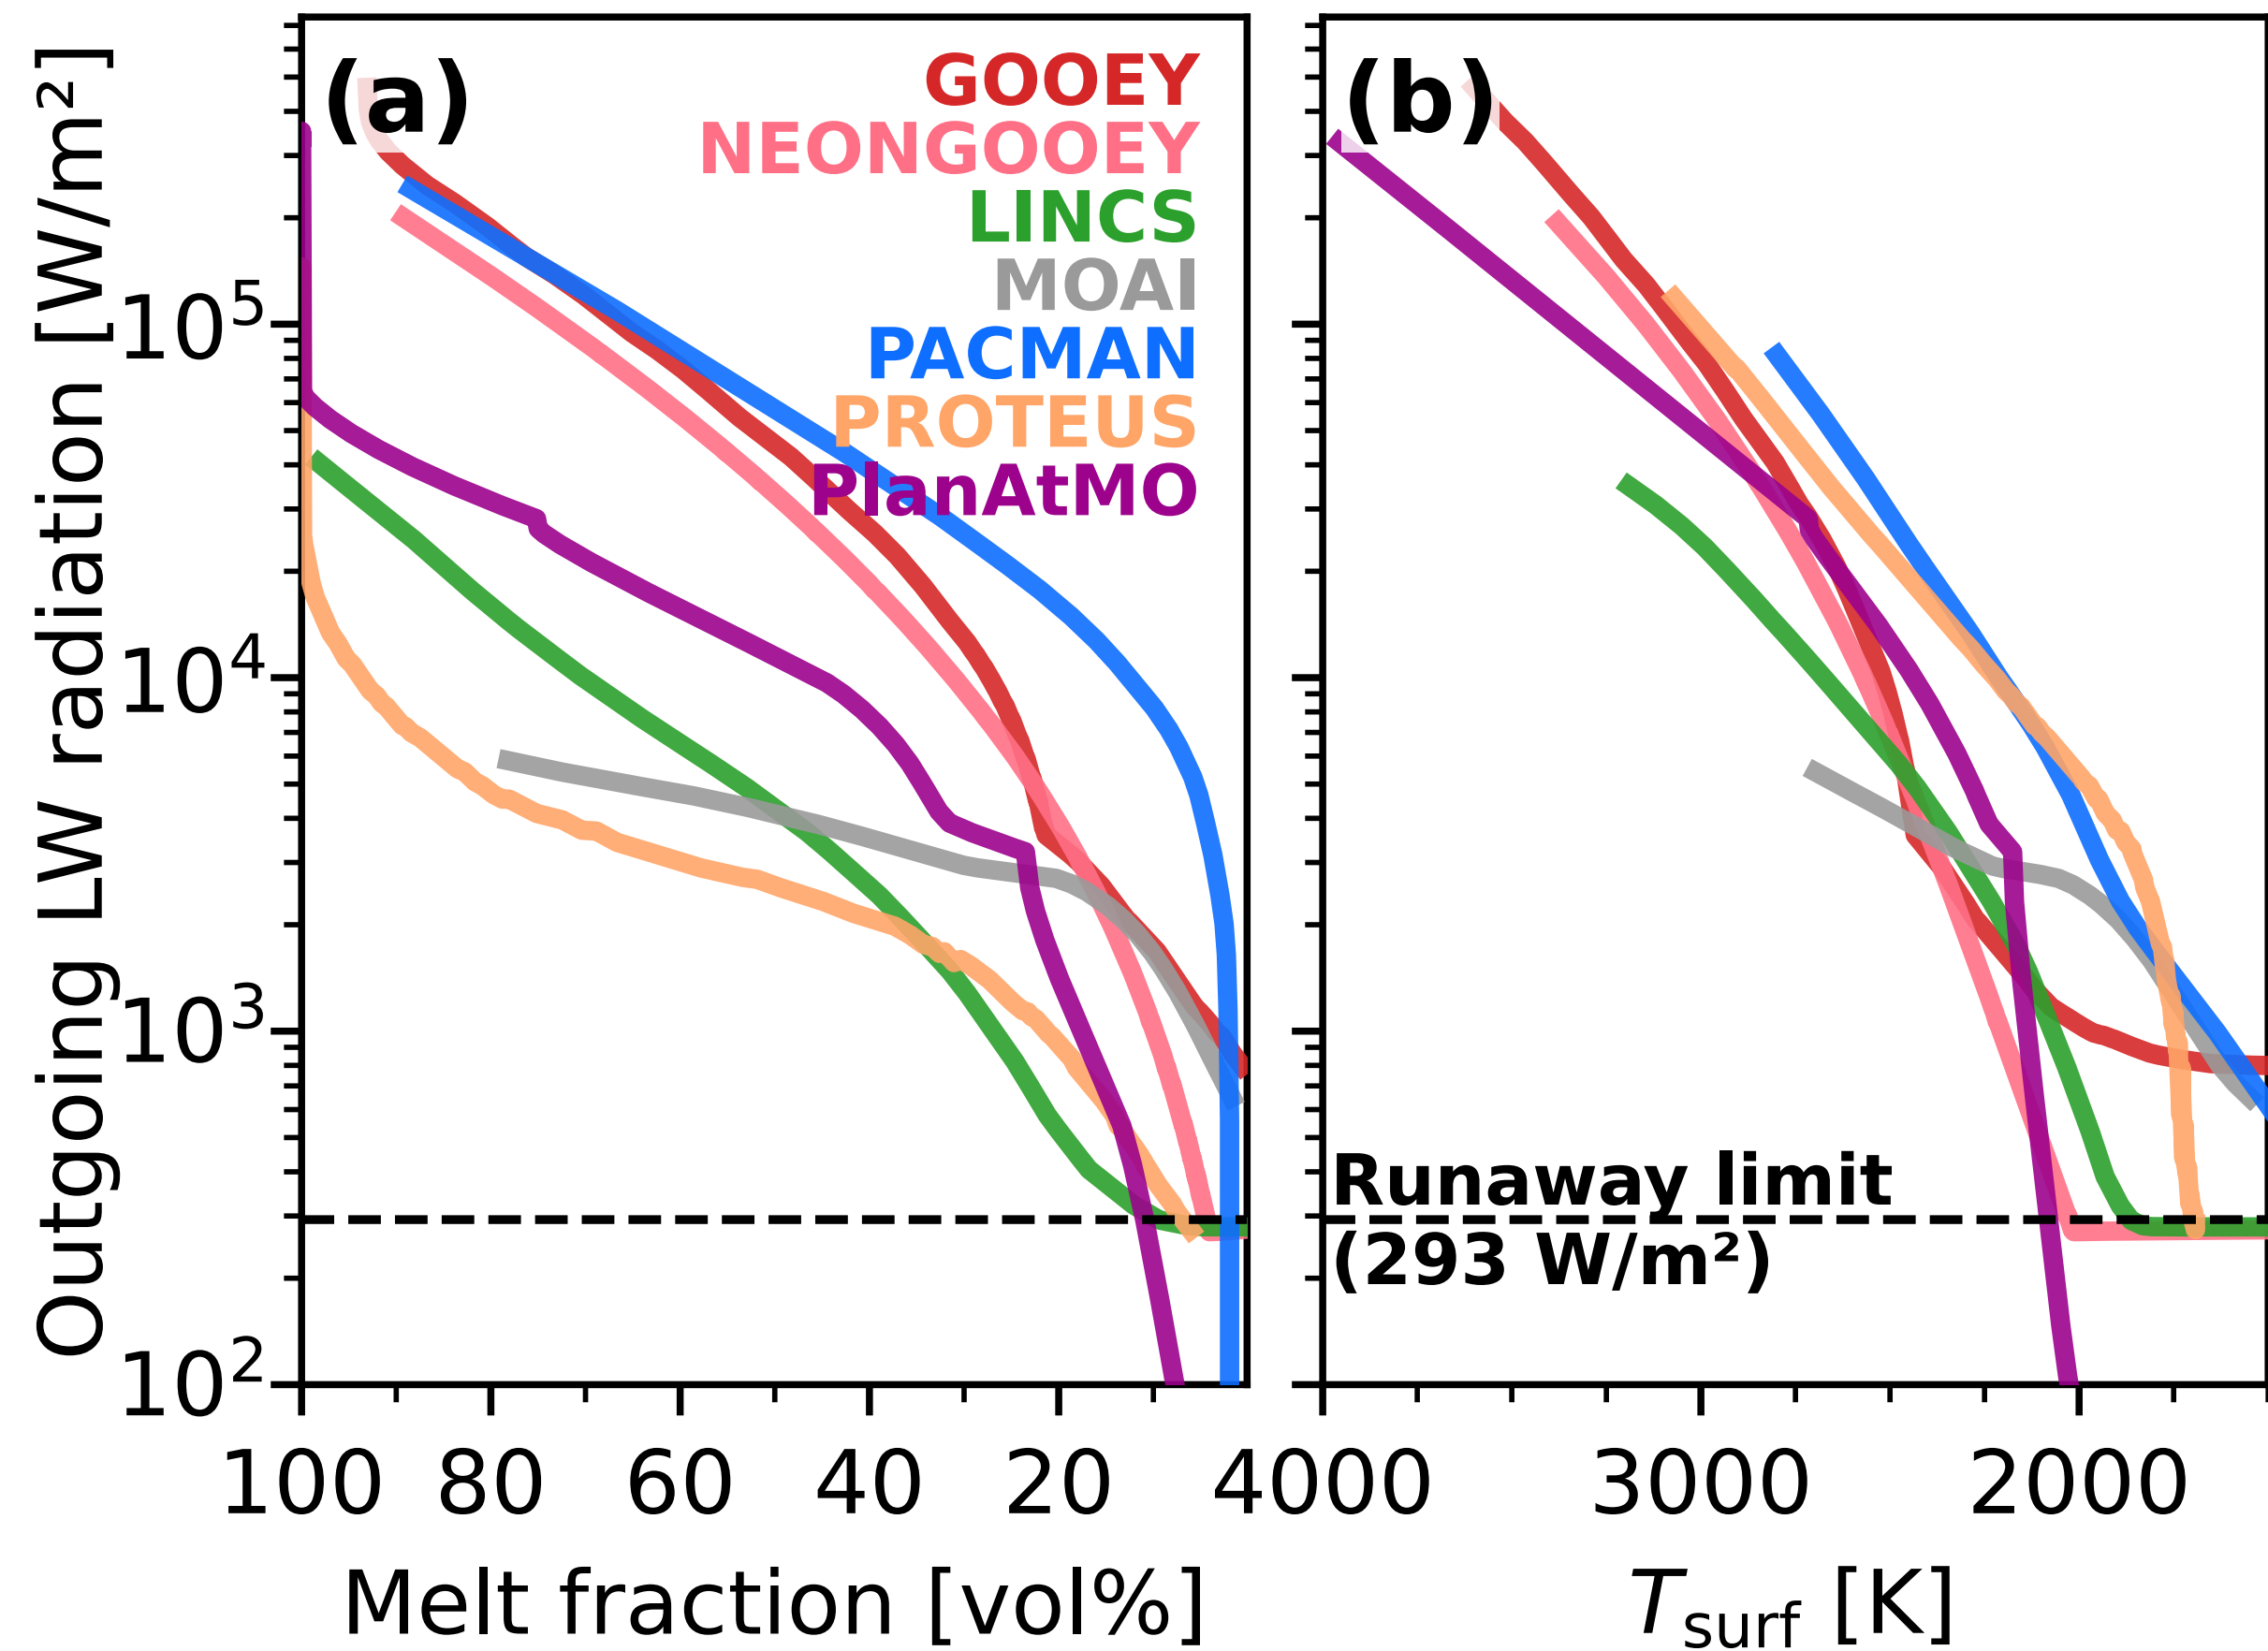 Outgoing LW radiation [W/m²]
10⁵
10⁴
10³
10²
(a)
GOOEY
NEONGOOEY
LINCS
MOAI
PACMAN
PROTEUS
PlanAtMO
100 80 60 40 20
Melt fraction [vol%]
(b)
Runaway limit
(293 W/m²)
4000 3000 2000
T_surf [K]